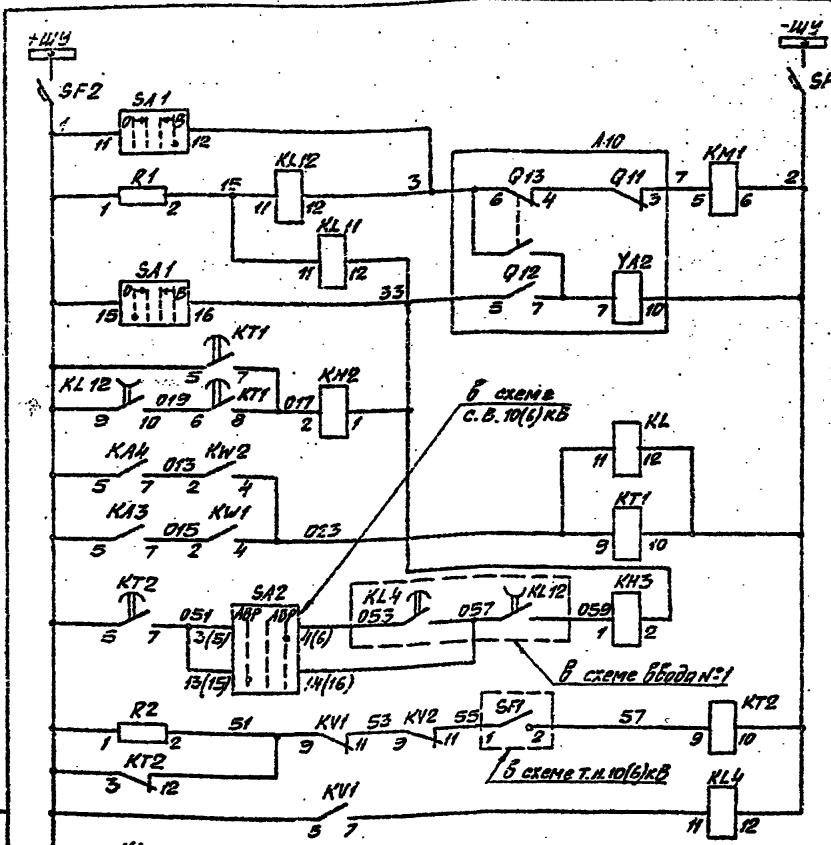 +ШУ -ШУ
SF2
SA1
1
O В
11 12
A10
R1 15 KL12 3 Q13 Q11 7 KM1 2
1 2 11 12 6 4 3 5 6
KL11
11 12
SA1
O В
33 Q12 YA2
15 16 5 7 7 10
KT1
5 7
KL12 KT1 KH2
019 017
9 10 6 8 2 1
в схеме
с.В.10(6)кВ
KA4 013 KW2
5 7 2 4
KL
11 12
KA3 015 KW1 023 KT1
5 7 2 4 9 10
KT2 SA2 KL4 KL12 KH3
051 АВР АВР 053 057 059
5 7 3(5) 4(6) 1 2
13(15) 14(16)
в схеме ввода №1
R2 51 KV1 53 KV2 55 SF1 57 KT2
1 2 9 11 9 11 1 2 9 10
KT2
3 12
в схеме т.н.10(6)кВ
KV1 KL4
5 7 11 12